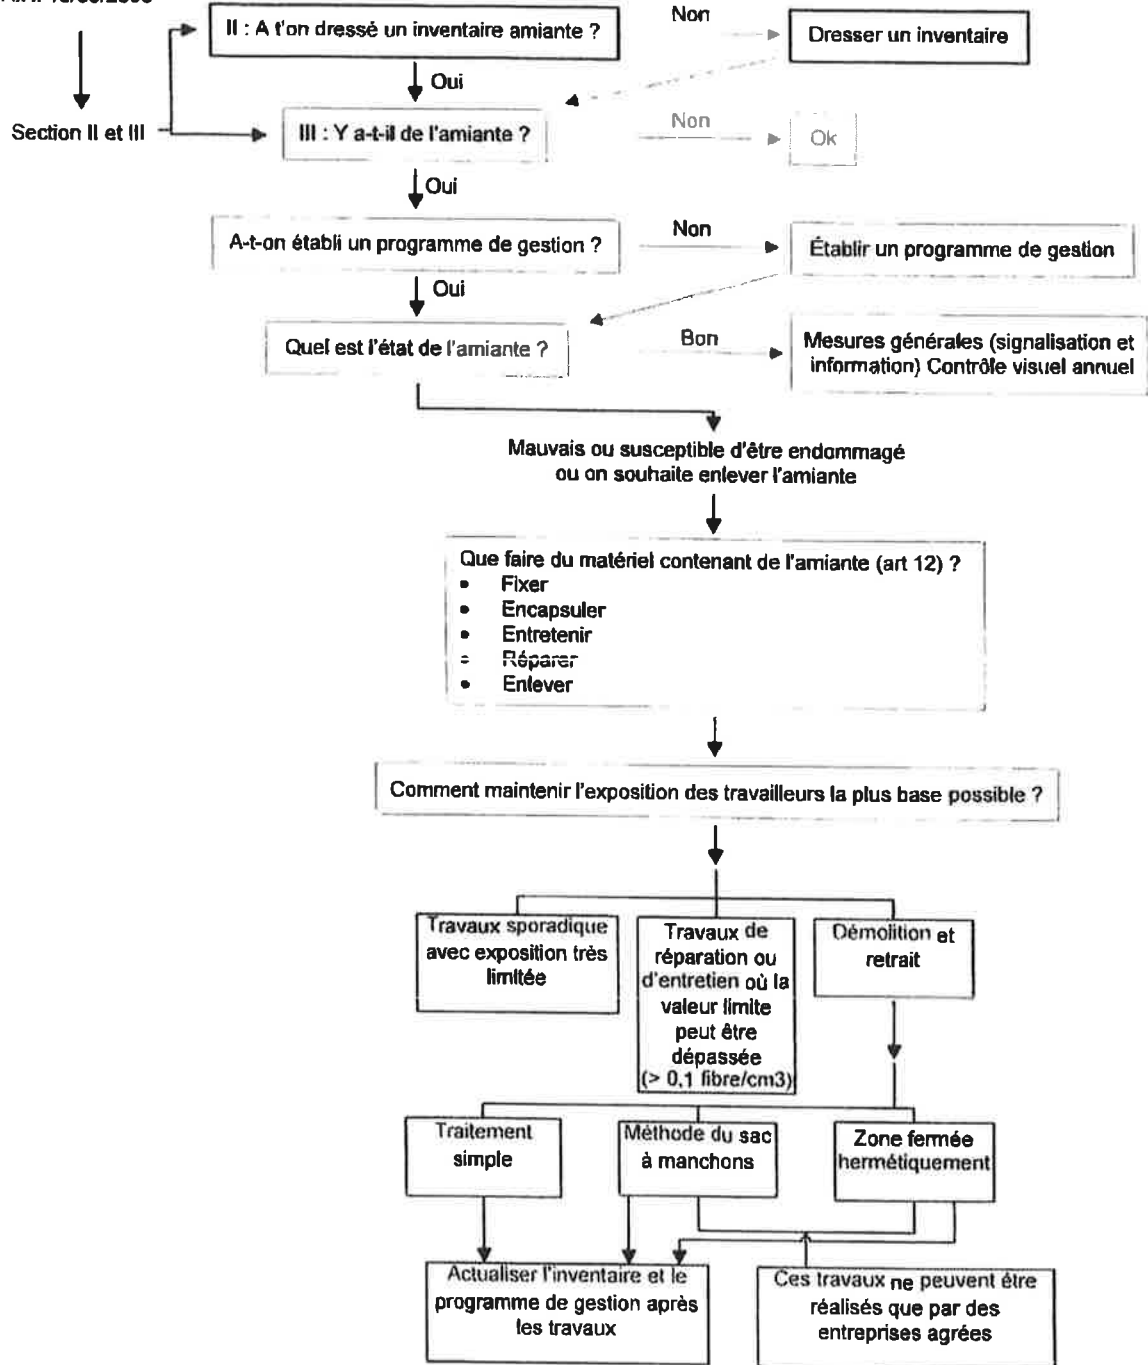 II : A t'on dressé un inventaire amiante ?
Non
Dresser un inventaire
Oui
Section II et III
III : Y a-t-il de l'amiante ?
Non
Ok
Oui
A-t-on établi un programme de gestion ?
Non
Établir un programme de gestion
Oui
Quel est l'état de l'amiante ?
Bon
Mesures générales (signalisation et
information) Contrôle visuel annuel
Mauvais ou susceptible d'être endommagé
ou on souhaite enlever l'amiante
Que faire du matériel contenant de l'amiante (art 12) ?
• Fixer
• Encapsuler
• Entretenir
• Réparer
• Enlever
Comment maintenir l'exposition des travailleurs la plus base possible ?
Travaux sporadique
avec exposition très
limitée
Travaux de
réparation ou
d'entretien où la
valeur limite
peut être
dépassée
(> 0,1 fibre/cm3)
Démolition et
retrait
Traitement
simple
Méthode du sac
à manchons
Zone fermée
hermétiquement
Actualiser l'inventaire et le
programme de gestion après
les travaux
Ces travaux ne peuvent être
réalisés que par des
entreprises agrées